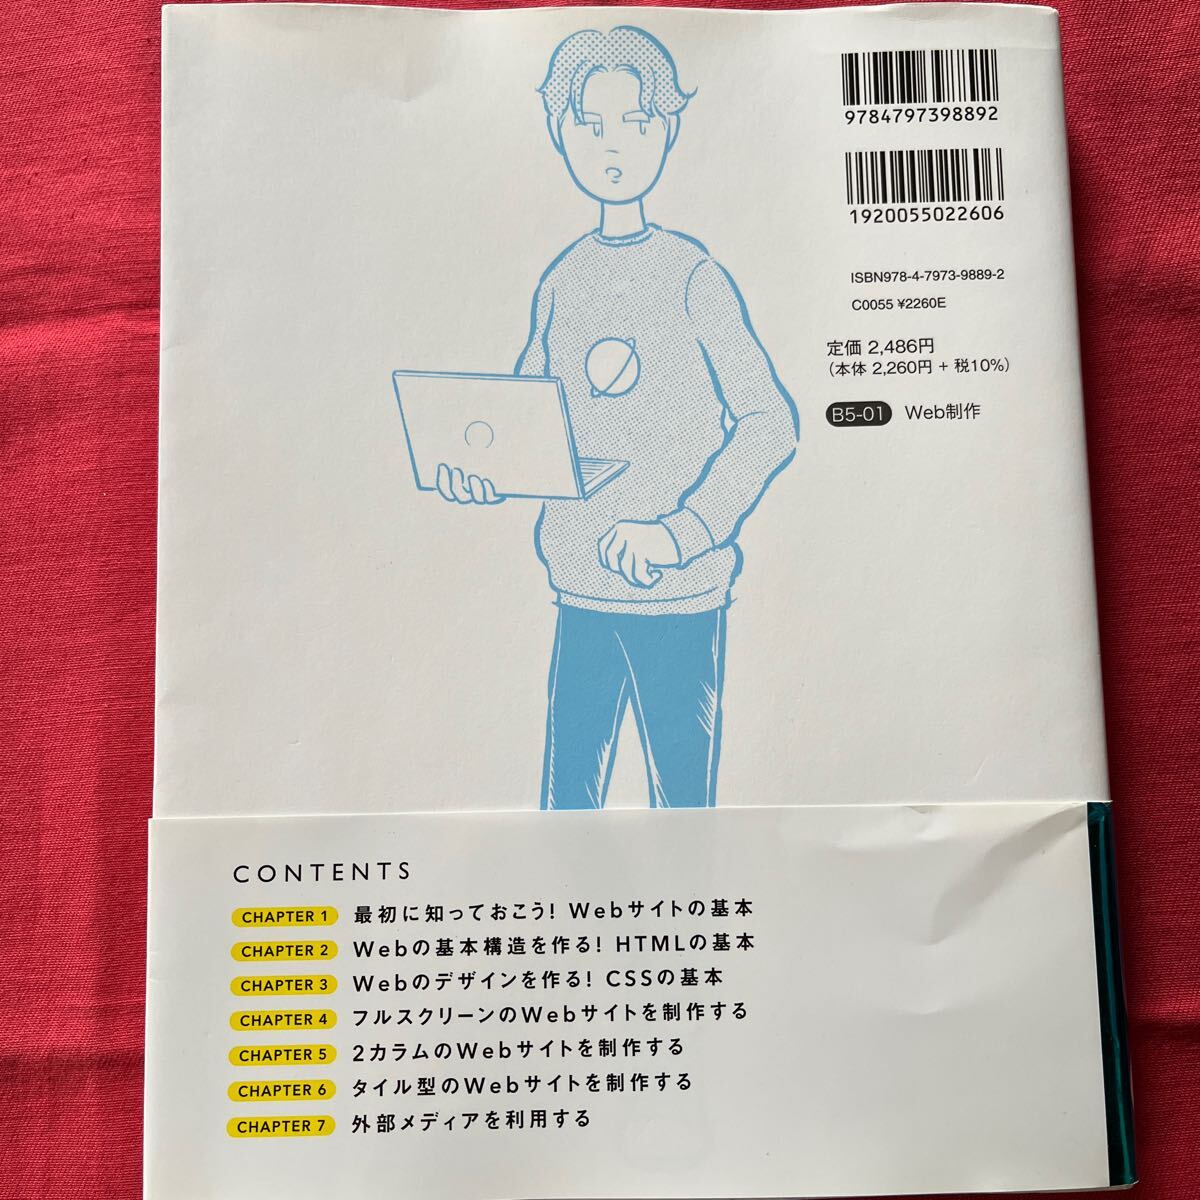 9784797398892
1920055022606
ISBN978-4-7973-9889-2
C0055 ¥2260E
定価 2,486円
(本体 2,260円 + 税10%)
B5-01 Web制作
CONTENTS
CHAPTER 1 最初に知っておこう! Webサイトの基本
CHAPTER 2 Webの基本構造を作る! HTMLの基本
CHAPTER 3 Webのデザインを作る! CSSの基本
CHAPTER 4 フルスクリーンのWebサイトを制作する
CHAPTER 5 2カラムのWebサイトを制作する
CHAPTER 6 タイル型のWebサイトを制作する
CHAPTER 7 外部メディアを利用する